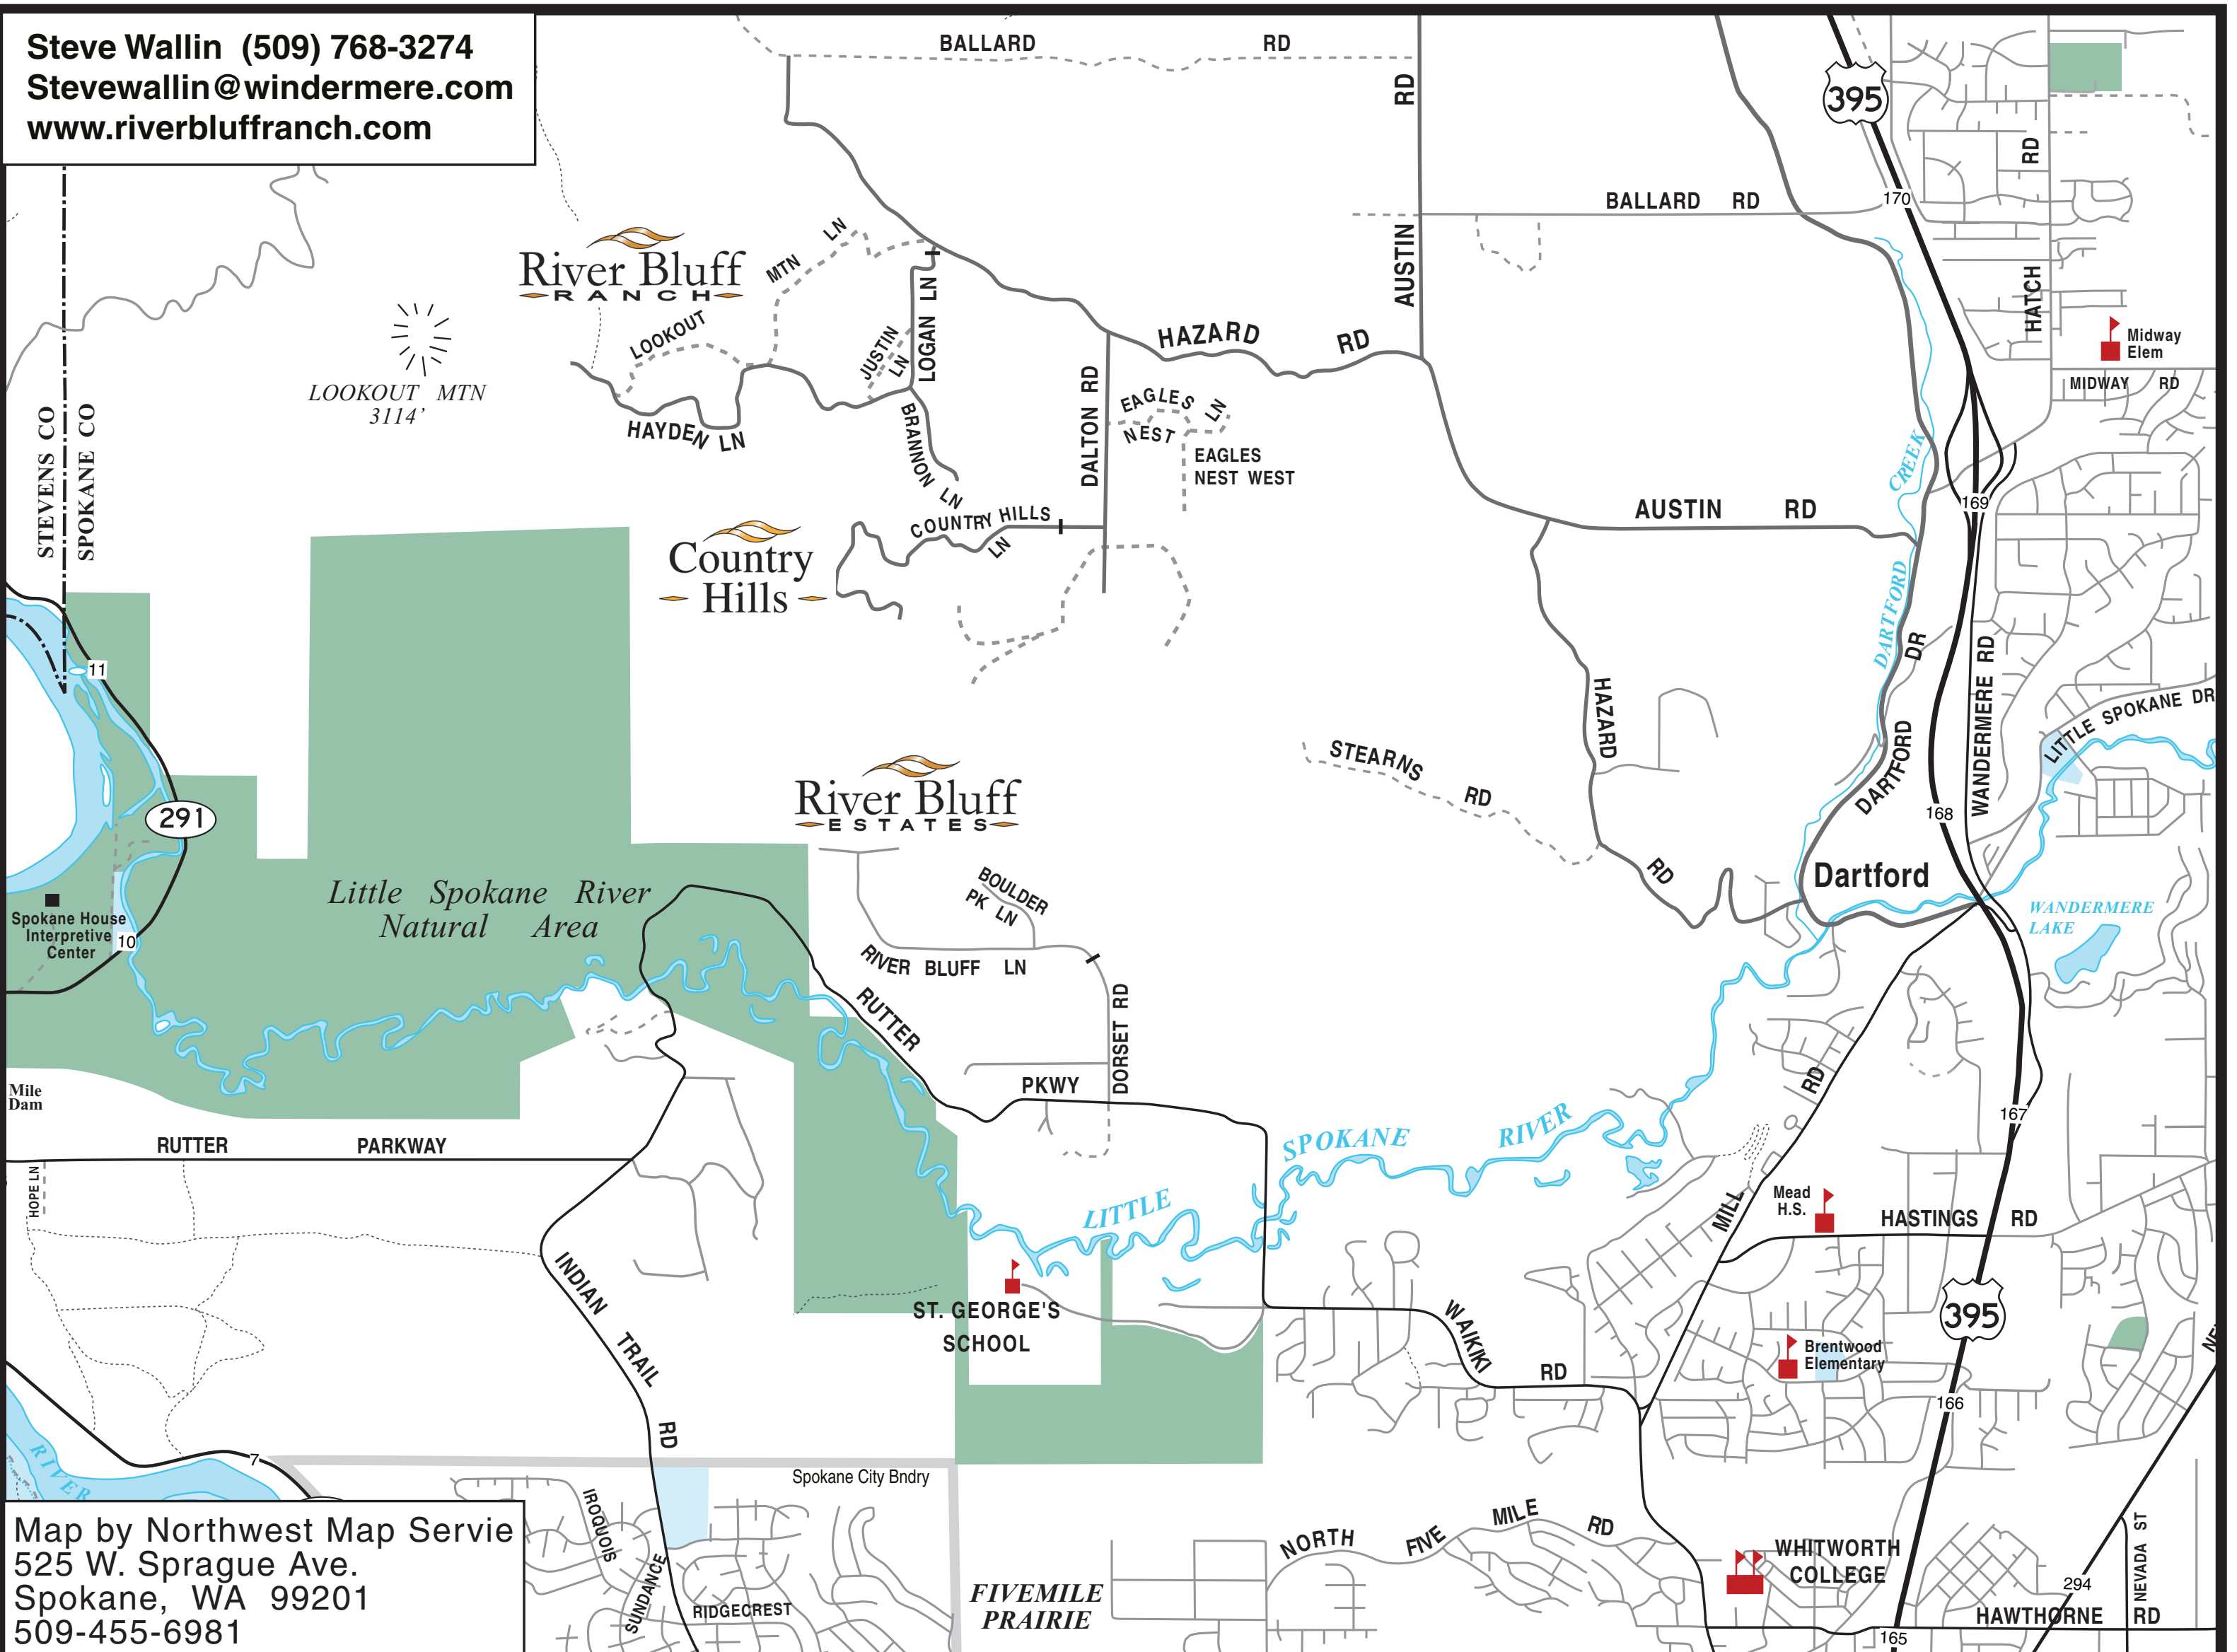 Steve Wallin (509) 768-3274
Stevewallin@windermere.com
www.riverbluffranch.com
BALLARD RD
RD
AUSTIN
395
170
RD
HATCH
BALLARD RD
Midway
Elem
MIDWAY RD
River Bluff
RANCH
MTN LN
LOOKOUT
LOGAN LN
JUSTIN
LN
HAYDEN LN
BRANNON LN
HAZARD RD
DALTON RD
EAGLES
NEST
LN
EAGLES
NEST WEST
LOOKOUT MTN
3114'
STEVENS CO
SPOKANE CO
Country
Hills
COUNTRY HILLS
LN
AUSTIN RD
169
DARTFORD CREEK
DARTFORD DR
WANDERMERE RD
LITTLE SPOKANE DR
HAZARD
RD
STEARNS RD
168
Dartford
WANDERMERE
LAKE
11
291
Spokane House
Interpretive
Center
10
Little Spokane River
Natural Area
River Bluff
ESTATES
BOULDER
PK LN
RIVER BLUFF LN
DORSET RD
RUTTER
PKWY
Mile
Dam
RUTTER PARKWAY
HOPE LN
LITTLE SPOKANE RIVER
167
MILL RD
Mead
H.S.
HASTINGS RD
395
INDIAN TRAIL RD
ST. GEORGE'S
SCHOOL
WAIKIKI
RD
Brentwood
Elementary
166
NE
7
RIVER
Spokane City Bndry
IROQUOIS
SUNDANCE
RIDGECREST
FIVEMILE
PRAIRIE
NORTH FIVE MILE RD
WHITWORTH
COLLEGE
294
NEVADA ST
HAWTHORNE RD
165
Map by Northwest Map Servie
525 W. Sprague Ave.
Spokane, WA 99201
509-455-6981